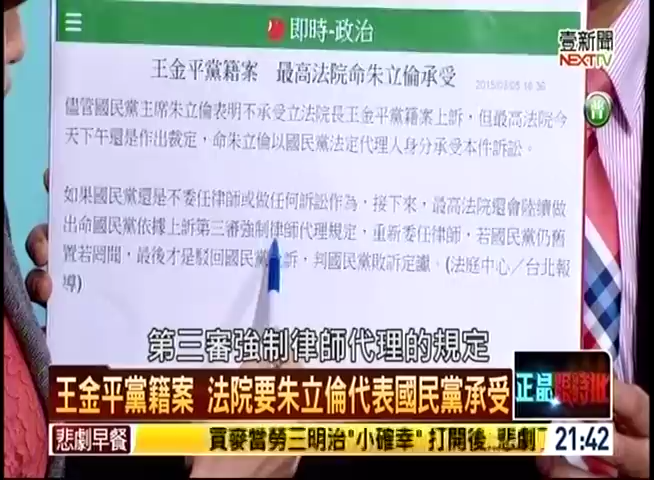 即時-政治
壹新聞
NEXTTV
王金平黨籍案 最高法院命朱立倫承受
2015/03/05 16:36
儘管國民黨主席朱立倫表明不承受立法院長王金平黨籍案上訴，但最高法院今
天下午還是作出裁定，命朱立倫以國民黨法定代理人身分承受本件訴訟。
如果國民黨還是不委任律師或做任何訴訟作為，接下來，最高法院還會陸續做
出命國民黨依據上訴第三審強制律師代理規定，重新委任律師，若國民黨仍舊
置若罔聞，最後才是駁回國民黨上訴，判國民黨敗訴定讞。(法庭中心／台北報
導)
第三審強制律師代理的規定
王金平黨籍案 法院要朱立倫代表國民黨承受
正晶限時批
悲劇早餐
買麥當勞三明治"小確幸" 打開後...悲劇了
21:42